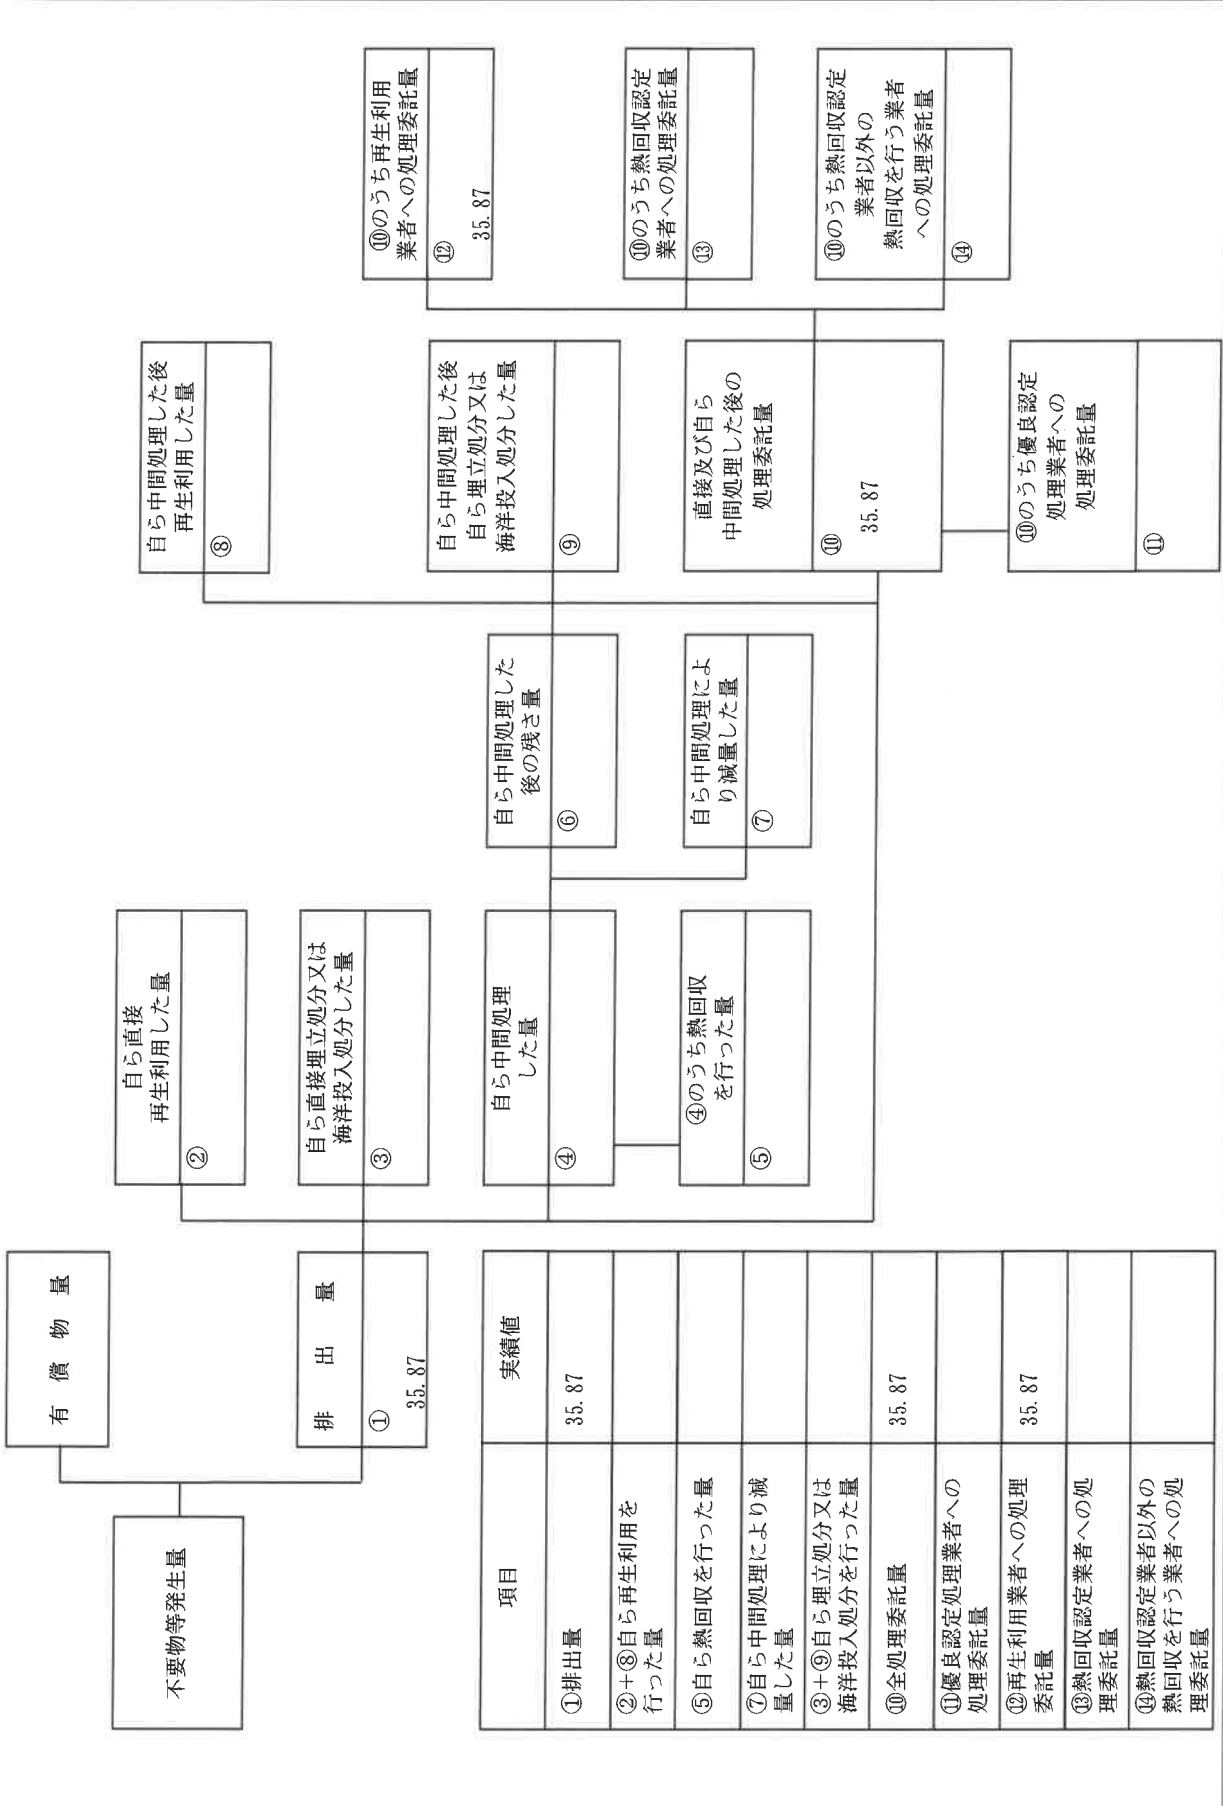 不要物等発生量
有償物量
排出量
①
35.87
自ら直接
再生利用した量
②
自ら直接埋立処分又は
海洋投入処分した量
③
自ら中間処理
した量
④
④のうち熱回収
を行った量
⑤
自ら中間処理した
後の残さ量
⑥
自ら中間処理によ
り減量した量
⑦
自ら中間処理した後
再生利用した量
⑧
自ら中間処理した後
自ら埋立処分又は
海洋投入処分した量
⑨
直接及び自ら
中間処理した後の
処理委託量
⑩
35.87
⑩のうち優良認定
処理業者への
処理委託量
⑪
⑩のうち再生利用
業者への処理委託量
⑫
35.87
⑩のうち熱回収認定
業者への処理委託量
⑬
⑩のうち熱回収認定
業者以外の
熱回収を行う業者
への処理委託量
⑭
項目 実績値
①排出量 35.87
②+⑧自ら再生利用を
行った量
⑤自ら熱回収を行った量
⑦自ら中間処理により減
量した量
③+⑨自ら埋立処分又は
海洋投入処分を行った量
⑩全処理委託量 35.87
⑪優良認定処理業者への
処理委託量
⑫再生利用業者への処理
委託量 35.87
⑬熱回収認定業者への処
理委託量
⑭熱回収認定業者以外の
熱回収を行う業者への処
理委託量